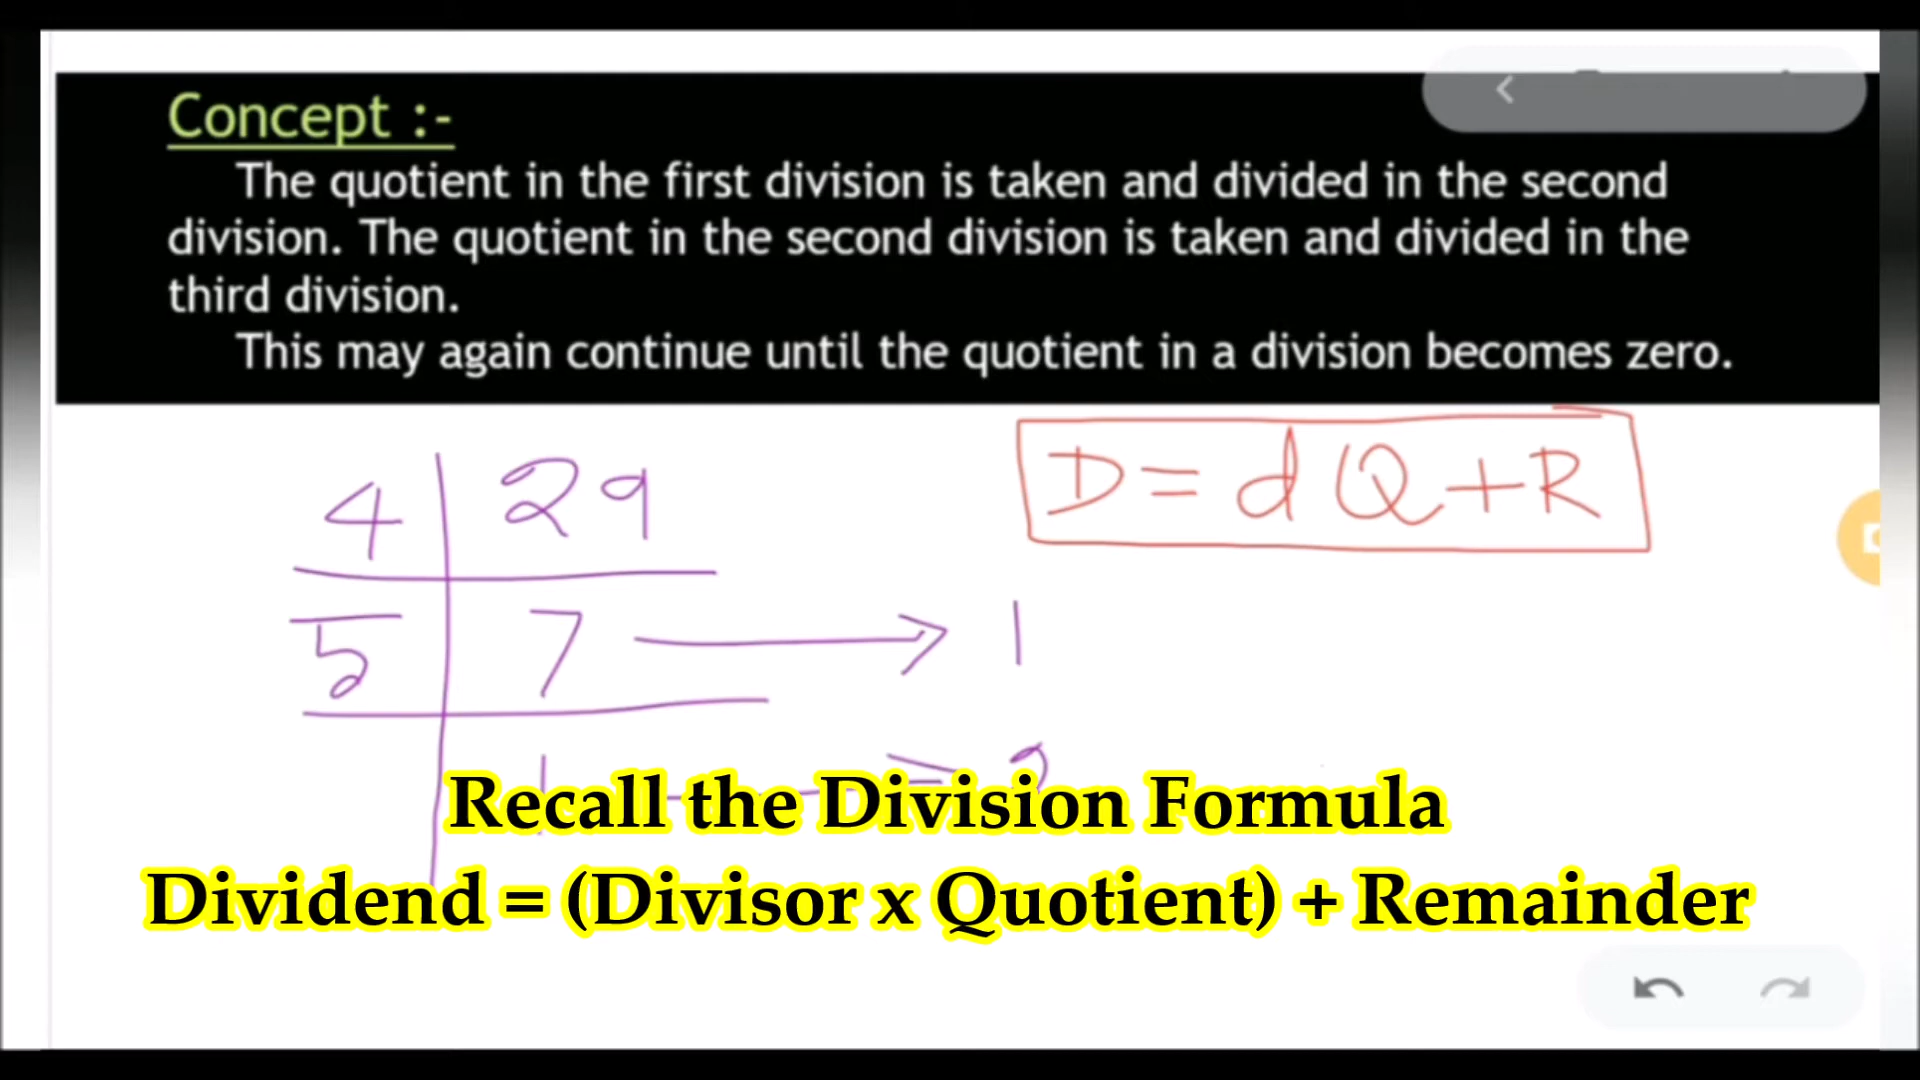 Concept :-
The quotient in the first division is taken and divided in the second
division. The quotient in the second division is taken and divided in the
third division.
This may again continue until the quotient in a division becomes zero.
4 29
D = dQ+R
5 7 → 1
Recall the Division Formula
Dividend = (Divisor x Quotient) + Remainder